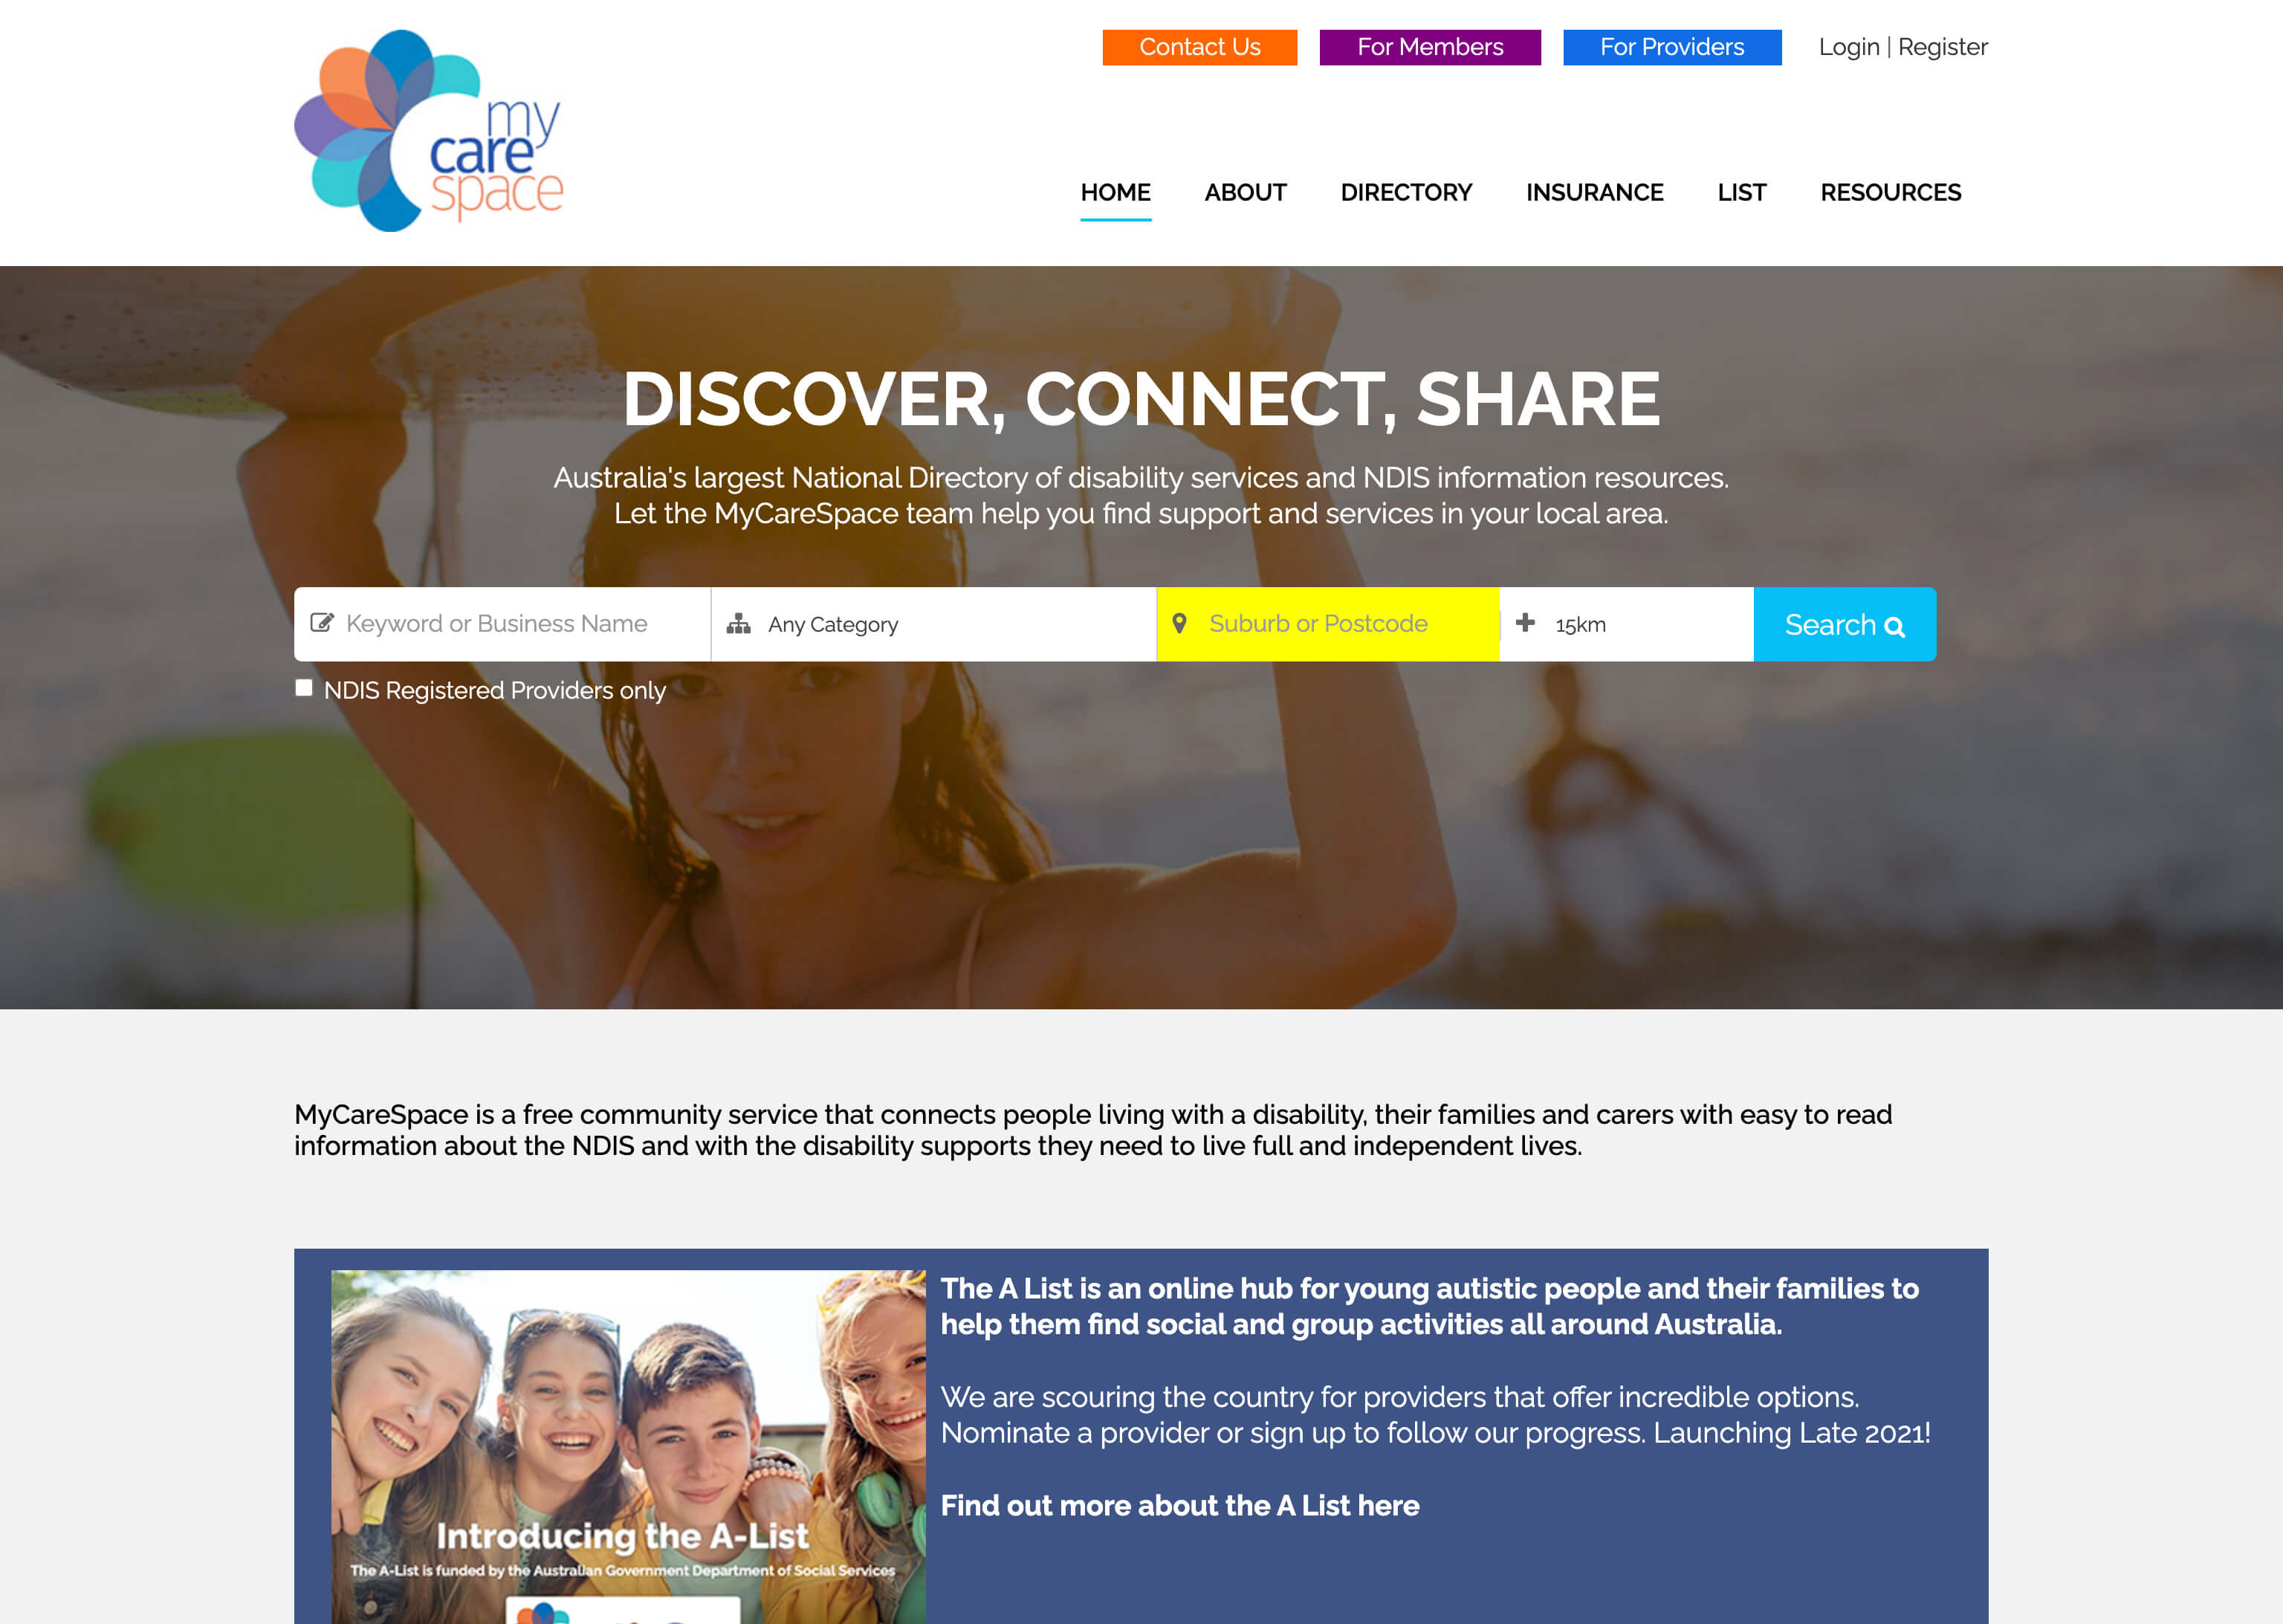 my
care
space
Contact Us
For Members
For Providers
Login | Register
HOME
ABOUT
DIRECTORY
INSURANCE
LIST
RESOURCES
DISCOVER, CONNECT, SHARE
Australia's largest National Directory of disability services and NDIS information resources.
Let the MyCareSpace team help you find support and services in your local area.
Keyword or Business Name
Any Category
Suburb or Postcode
15km
Search
NDIS Registered Providers only
MyCareSpace is a free community service that connects people living with a disability, their families and carers with easy to read
information about the NDIS and with the disability supports they need to live full and independent lives.
Introducing the A-List
The A-List is funded by the Australian Government Department of Social Services
The A List is an online hub for young autistic people and their families to
help them find social and group activities all around Australia.
We are scouring the country for providers that offer incredible options.
Nominate a provider or sign up to follow our progress. Launching Late 2021!
Find out more about the A List here